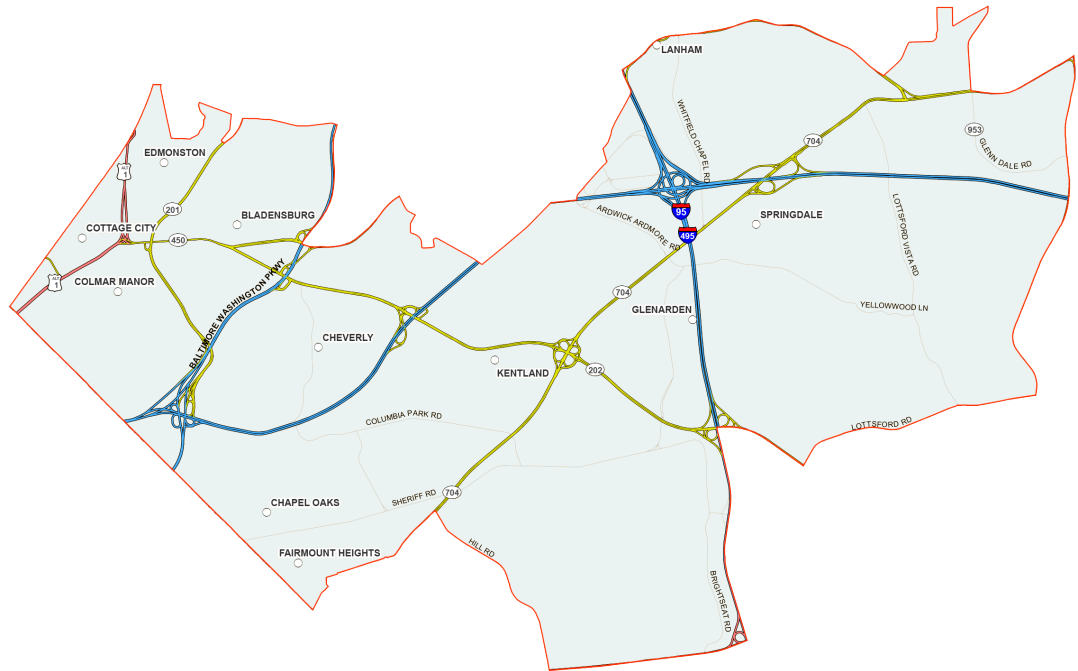 LANHAM
WHITFIELD CHAPEL RD
704
953
GLENN DALE RD
EDMONSTON
ALT
1
201
BLADENSBURG
ARDWICK ARDMORE RD
95
495
SPRINGDALE
LOTTSFORD VISTA RD
COTTAGE CITY
450
ALT
1
COLMAR MANOR
BALTIMORE WASHINGTON PKWY
704
GLENARDEN
YELLOWWOOD LN
CHEVERLY
KENTLAND
202
COLUMBIA PARK RD
LOTTSFORD RD
SHERIFF RD
704
CHAPEL OAKS
HILL RD
FAIRMOUNT HEIGHTS
BRIGHTSEAT RD